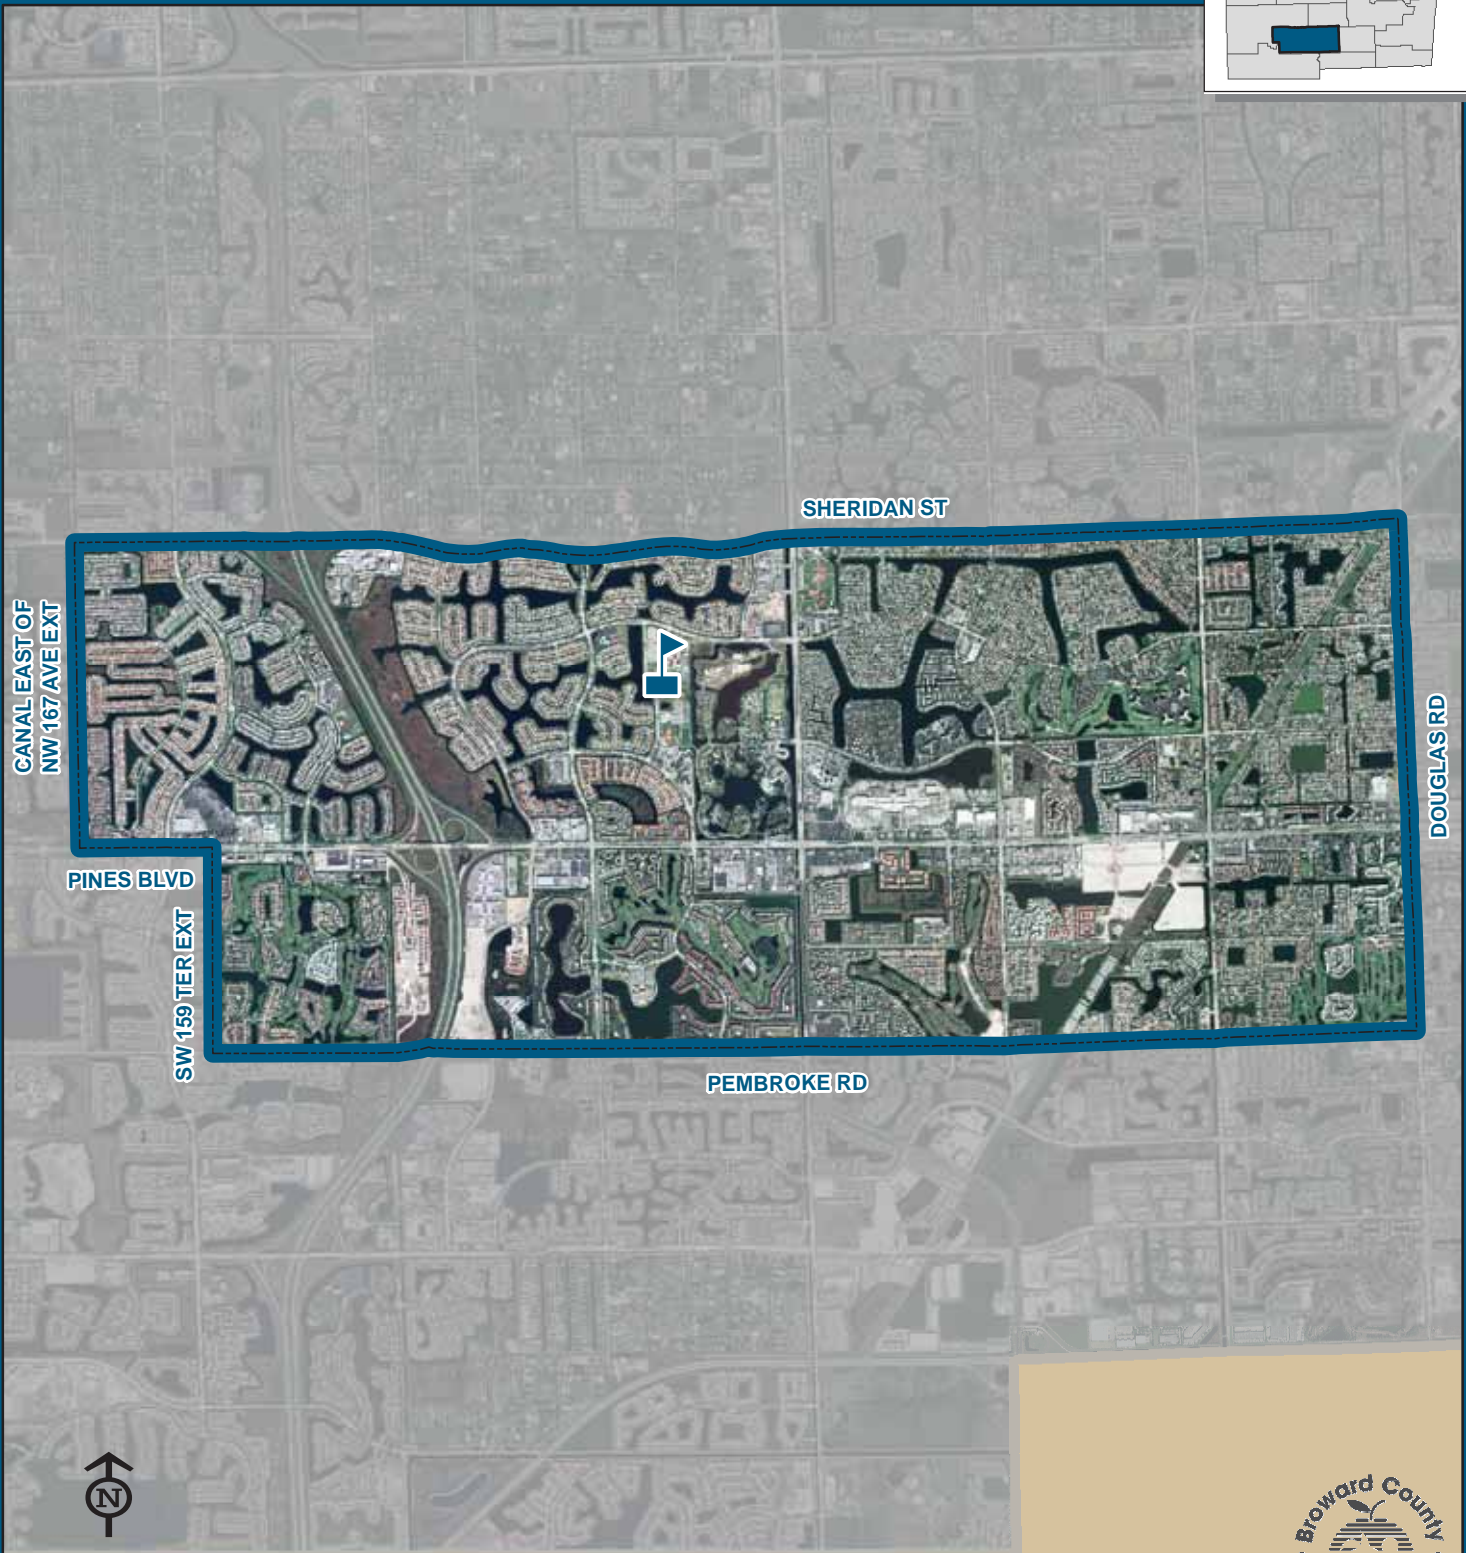 SHERIDAN ST
CANAL EAST OF
NW 167 AVE EXT
DOUGLAS RD
PINES BLVD
SW 159 TER EXT
PEMBROKE RD
N
Broward County